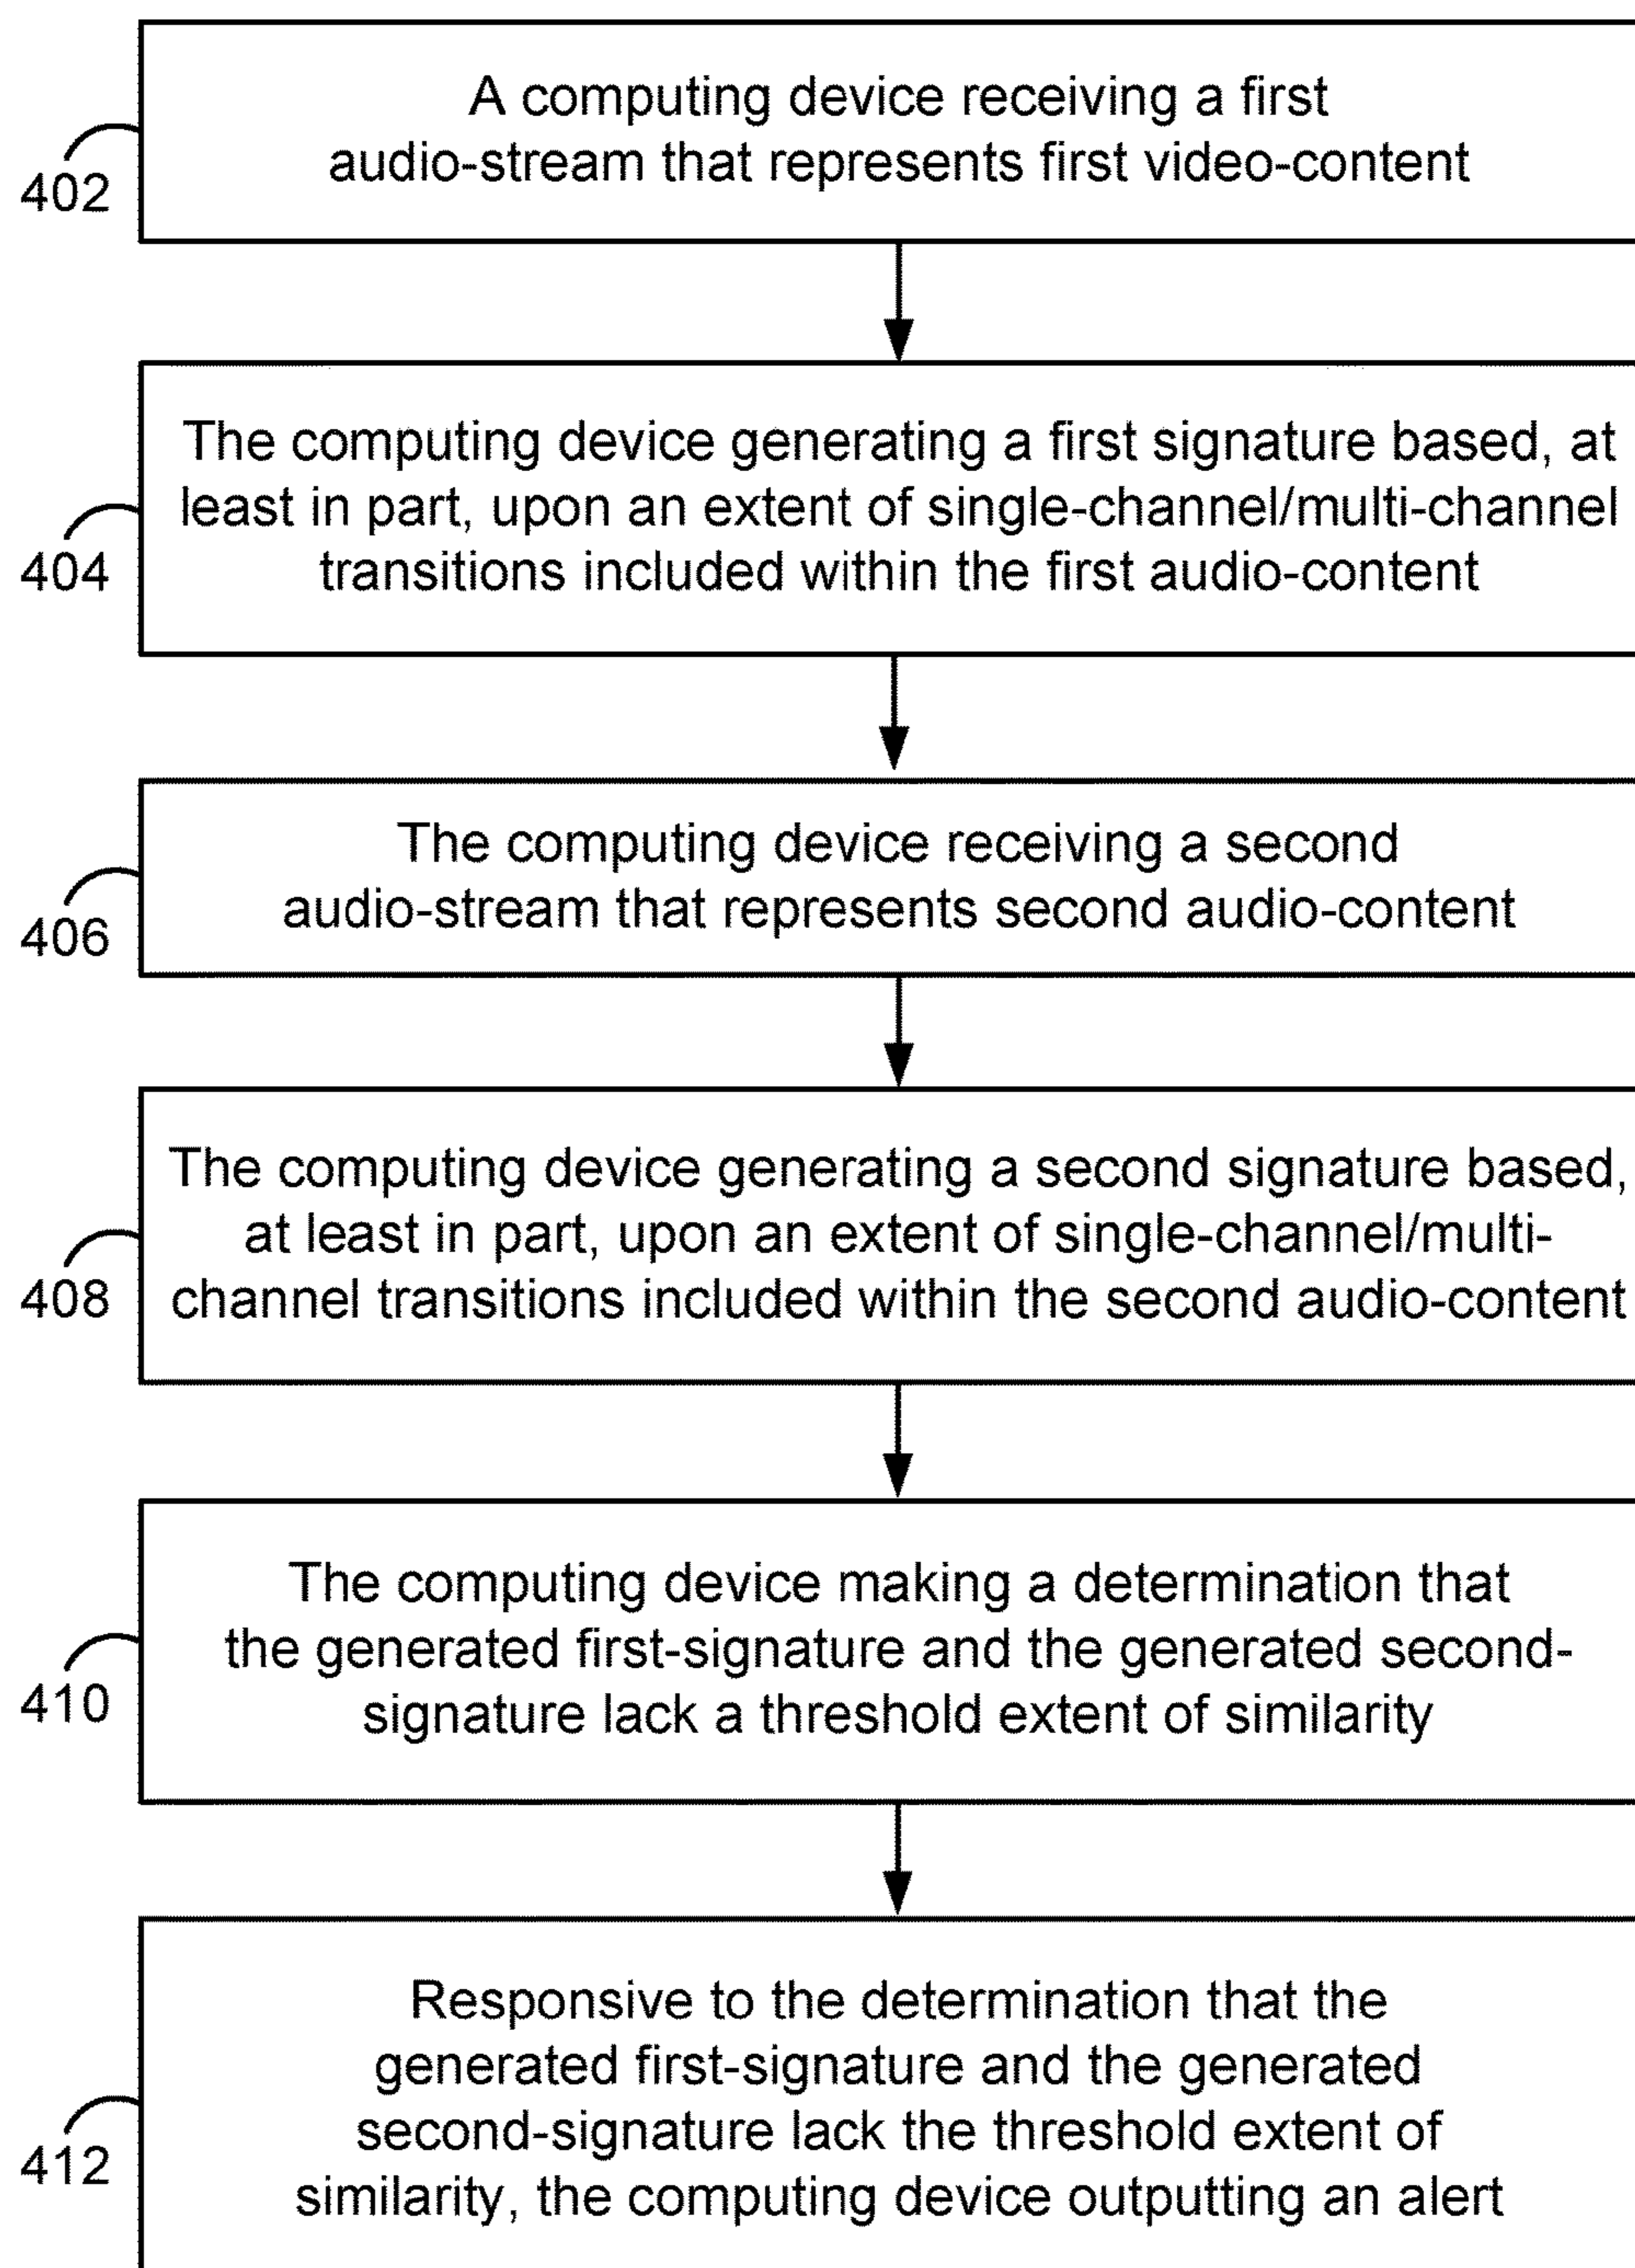 A computing device receiving a first
audio-stream that represents first video-content
402
The computing device generating a first signature based, at
least in part, upon an extent of single-channel/multi-channel
transitions included within the first audio-content
404
The computing device receiving a second
audio-stream that represents second audio-content
406
The computing device generating a second signature based,
at least in part, upon an extent of single-channel/multi-
channel transitions included within the second audio-content
408
The computing device making a determination that
the generated first-signature and the generated second-
signature lack a threshold extent of similarity
410
Responsive to the determination that the
generated first-signature and the generated
second-signature lack the threshold extent of
similarity, the computing device outputting an alert
412